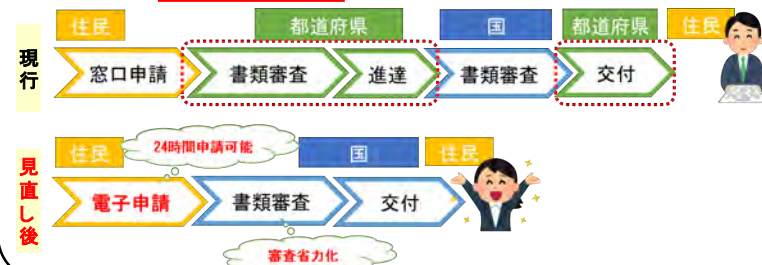 住民 都道府県 国 都道府県 住民
現行
窓口申請 書類審査 進達 書類審査 交付
住民 24時間申請可能 国 住民
見直し後
電子申請 書類審査 交付
審査省力化